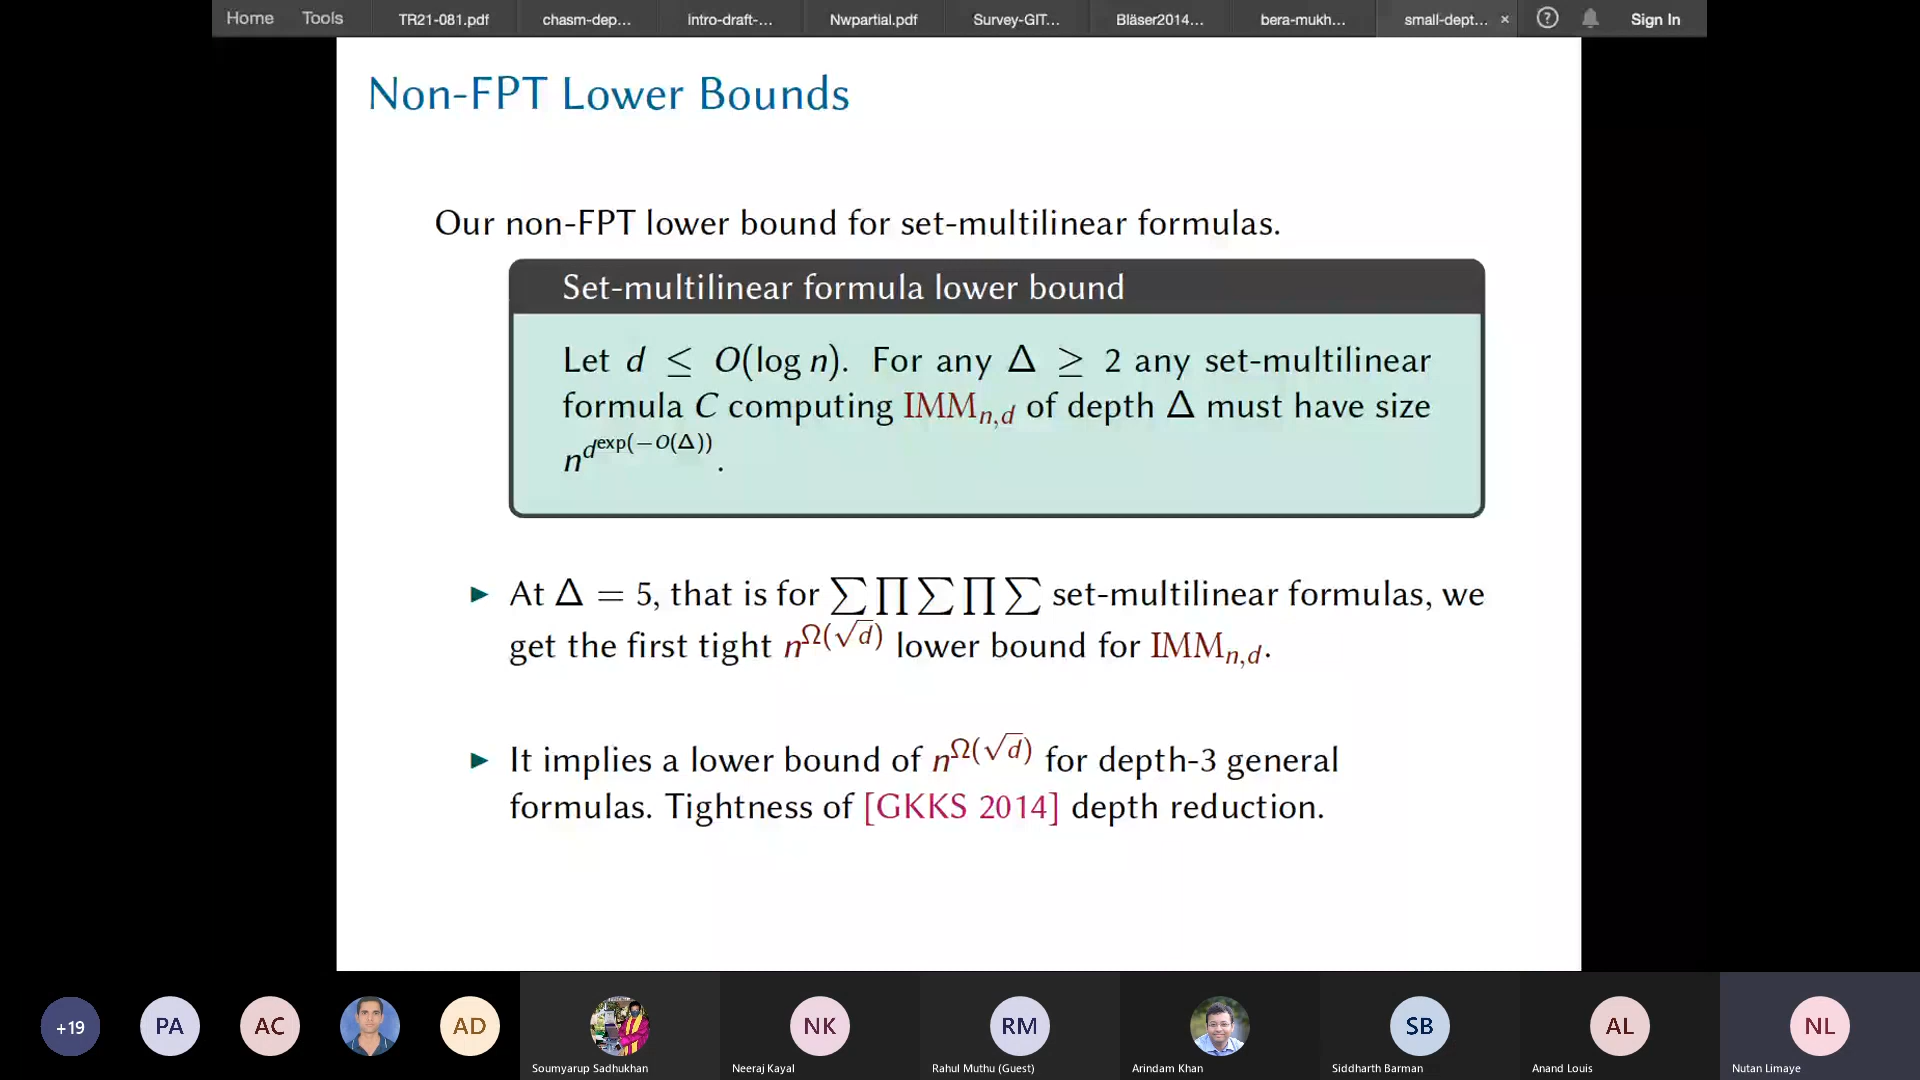 Home Tools TR21-081.pdf chasm-dep... intro-draft-... Nwpartial.pdf Survey-GIT... Bläser2014... bera-mukh... small-dept... × ? Sign In
Non-FPT Lower Bounds
Our non-FPT lower bound for set-multilinear formulas.
Set-multilinear formula lower bound
Let d ≤ O(log n). For any Δ ≥ 2 any set-multilinear
formula C computing IMM_{n,d} of depth Δ must have size
n^{d^{exp(−O(Δ))}}.
► At Δ = 5, that is for ∑∏∑∏∑ set-multilinear formulas, we
get the first tight n^{Ω(√d)} lower bound for IMM_{n,d}.
► It implies a lower bound of n^{Ω(√d)} for depth-3 general
formulas. Tightness of [GKKS 2014] depth reduction.
+19 PA AC AD NK RM SB AL NL
Soumyarup Sadhukhan Neeraj Kayal Rahul Muthu (Guest) Arindam Khan Siddharth Barman Anand Louis Nutan Limaye